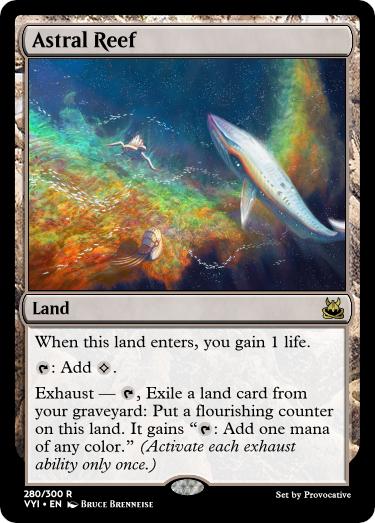 Astral Reef
Land
When this land enters, you gain 1 life.
: Add .
Exhaust — , Exile a land card from
your graveyard: Put a flourishing counter
on this land. It gains “: Add one mana
of any color.” (Activate each exhaust
ability only once.)
280/300 R
VYI • EN Bruce Brenneise
Set by Provocative